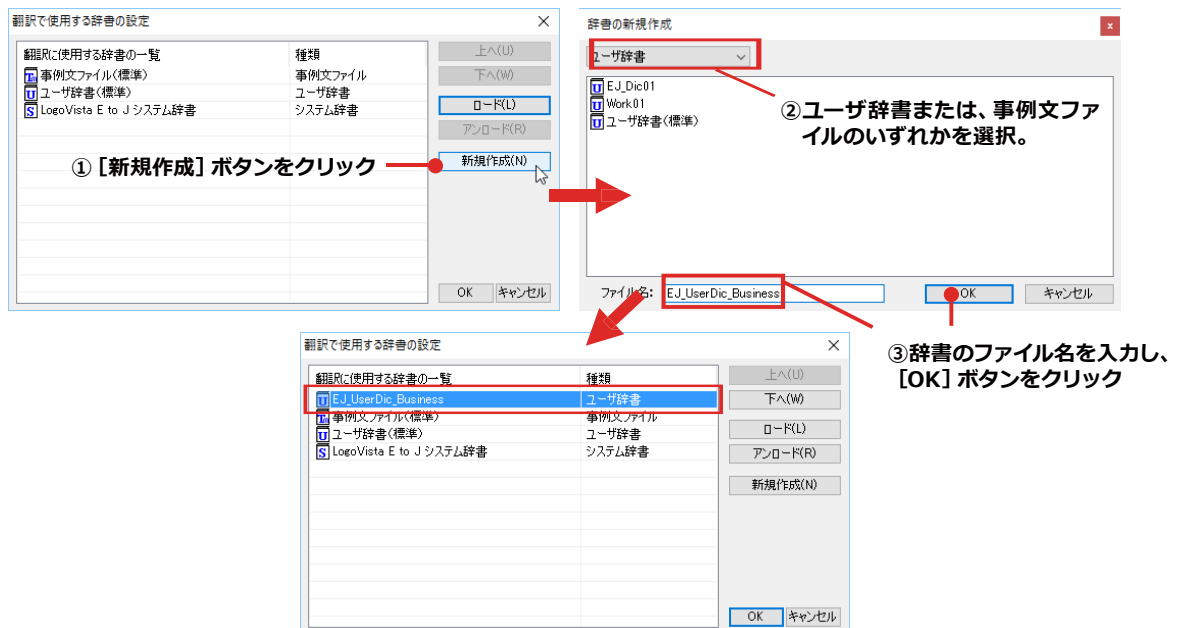 翻訳で使用する辞書の設定
翻訳に使用する辞書の一覧 種類
事例文ファイル(標準) 事例文ファイル
ユーザ辞書(標準) ユーザ辞書
LogoVista E to J システム辞書 システム辞書
上へ(U)
下へ(W)
ロード(L)
アンロード(R)
新規作成(N)
①［新規作成］ボタンをクリック
OK キャンセル
辞書の新規作成
ユーザ辞書
EJ_Dic01
Work01
ユーザ辞書(標準)
②ユーザ辞書または、事例文ファ
イルのいずれかを選択。
ファイル名: EJ_UserDic_Business OK キャンセル
③辞書のファイル名を入力し、
［OK］ボタンをクリック
翻訳で使用する辞書の設定
翻訳に使用する辞書の一覧 種類
EJ_UserDic_Business ユーザ辞書
事例文ファイル(標準) 事例文ファイル
ユーザ辞書(標準) ユーザ辞書
LogoVista E to J システム辞書 システム辞書
上へ(U)
下へ(W)
ロード(L)
アンロード(R)
新規作成(N)
OK キャンセル